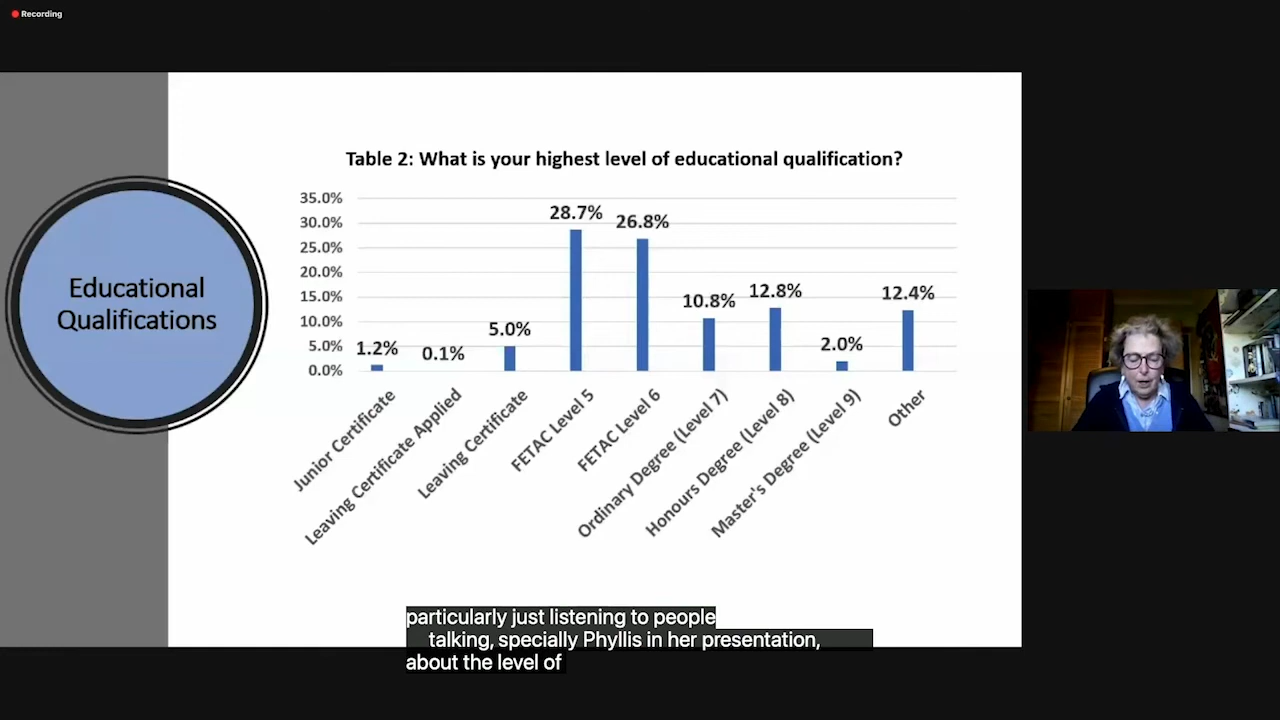 Recording
Table 2: What is your highest level of educational qualification?
Educational
Qualifications
35.0%
30.0%
25.0%
20.0%
15.0%
10.0%
5.0%
0.0%
1.2%
0.1%
5.0%
28.7%
26.8%
10.8%
12.8%
2.0%
12.4%
Junior Certificate
Leaving Certificate Applied
Leaving Certificate
FETAC Level 5
FETAC Level 6
Ordinary Degree (Level 7)
Honours Degree (Level 8)
Master's Degree (Level 9)
Other
particularly just listening to people
talking, specially Phyllis in her presentation,
about the level of